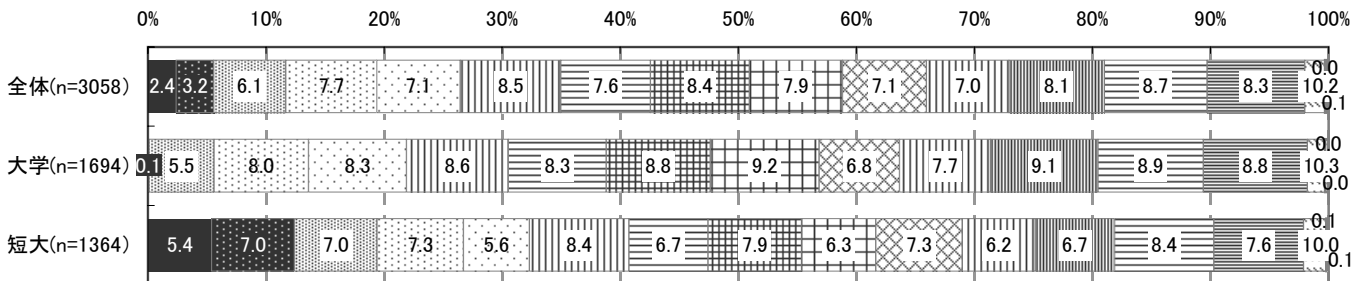 0% 10% 20% 30% 40% 50% 60% 70% 80% 90% 100%
全体(n=3058) 2.4 3.2 6.1 7.7 7.1 8.5 7.6 8.4 7.9 7.1 7.0 8.1 8.7 8.3 0.0 10.2 0.1
大学(n=1694) 0.1 5.5 8.0 8.3 8.6 8.3 8.8 9.2 6.8 7.7 9.1 8.9 8.8 0.0 10.3 0.0
短大(n=1364) 5.4 7.0 7.0 7.3 5.6 8.4 6.7 7.9 6.3 7.3 6.2 6.7 8.4 7.6 0.1 10.0 0.1